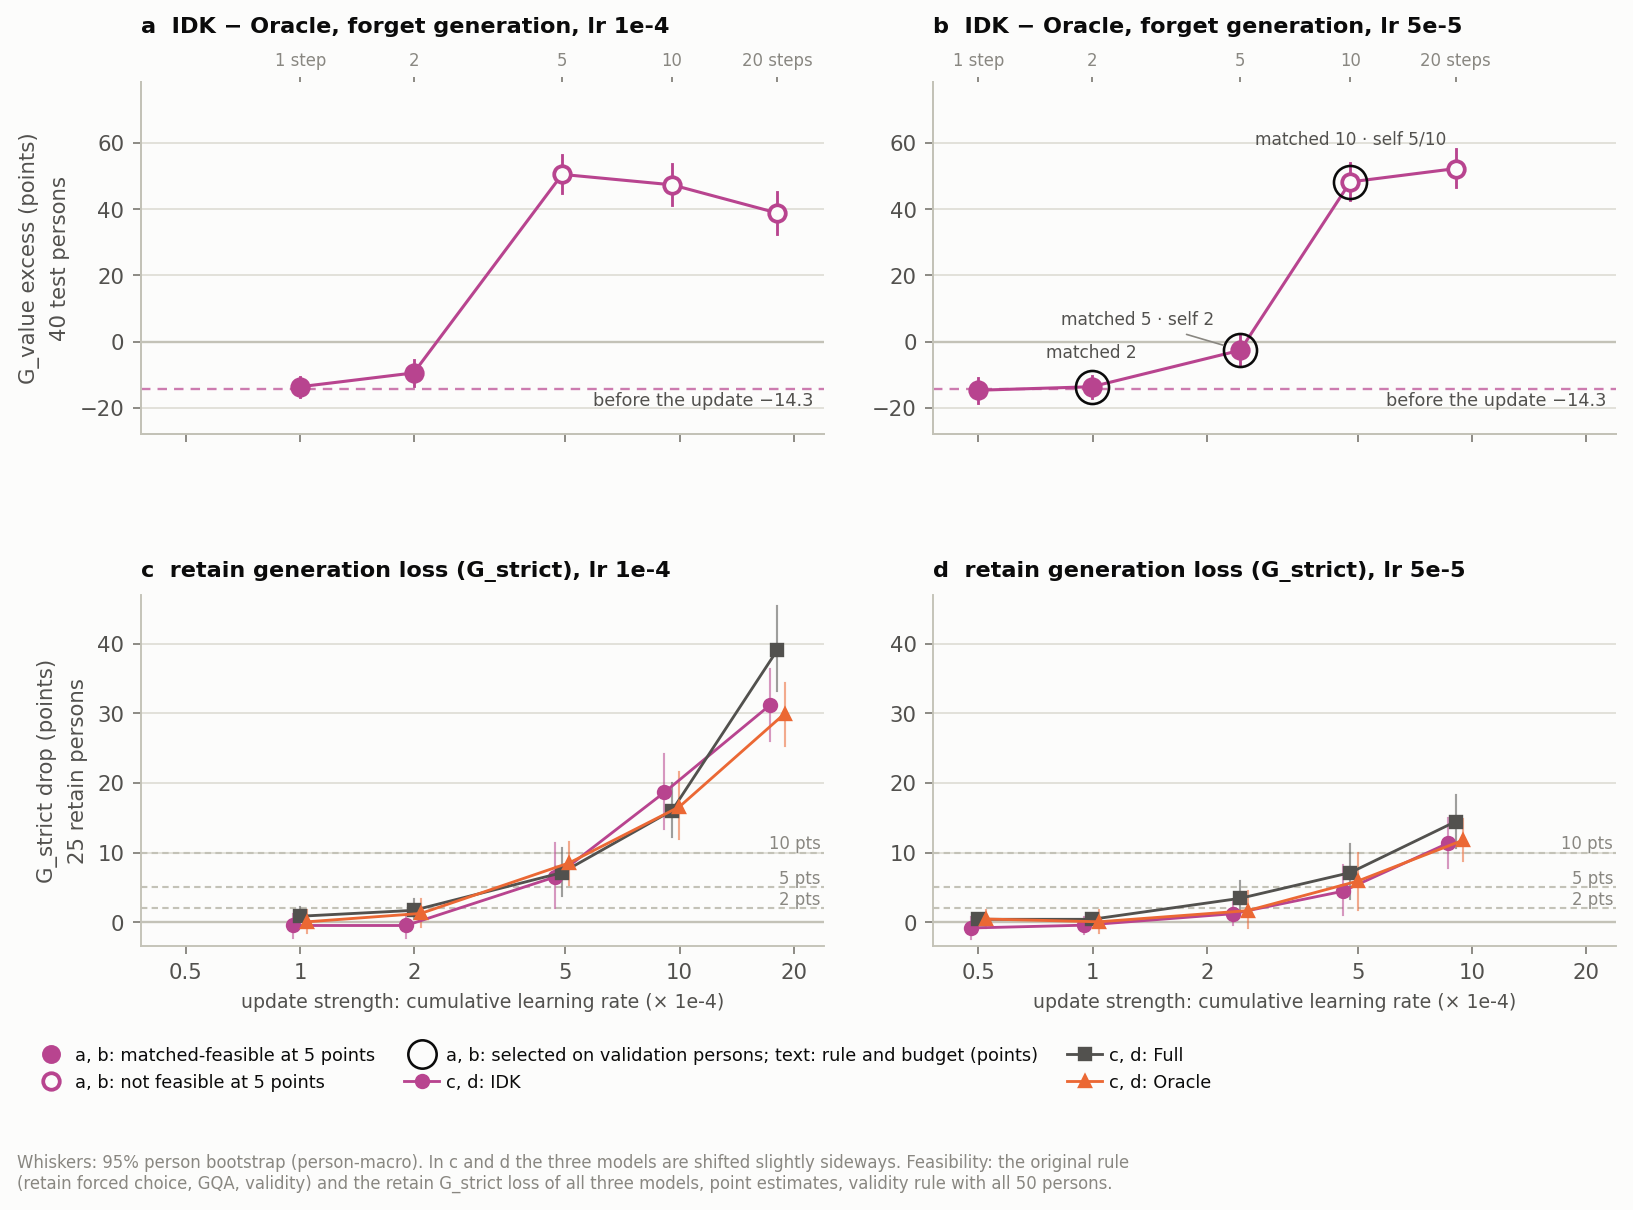 a  IDK − Oracle, forget generation, lr 1e-4
1 step 2 5 10 20 steps
G_value excess (points)
40 test persons
60
40
20
0
−20
before the update −14.3
b  IDK − Oracle, forget generation, lr 5e-5
1 step 2 5 10 20 steps
60
40
20
0
−20
matched 10 · self 5/10
matched 5 · self 2
matched 2
before the update −14.3
c  retain generation loss (G_strict), lr 1e-4
G_strict drop (points)
25 retain persons
40
30
20
10
0
10 pts
5 pts
2 pts
0.5 1 2 5 10 20
update strength: cumulative learning rate (× 1e-4)
d  retain generation loss (G_strict), lr 5e-5
40
30
20
10
0
10 pts
5 pts
2 pts
0.5 1 2 5 10 20
update strength: cumulative learning rate (× 1e-4)
a, b: matched-feasible at 5 points
a, b: not feasible at 5 points
a, b: selected on validation persons; text: rule and budget (points)
c, d: IDK
c, d: Full
c, d: Oracle
Whiskers: 95% person bootstrap (person-macro). In c and d the three models are shifted slightly sideways. Feasibility: the original rule
(retain forced choice, GQA, validity) and the retain G_strict loss of all three models, point estimates, validity rule with all 50 persons.